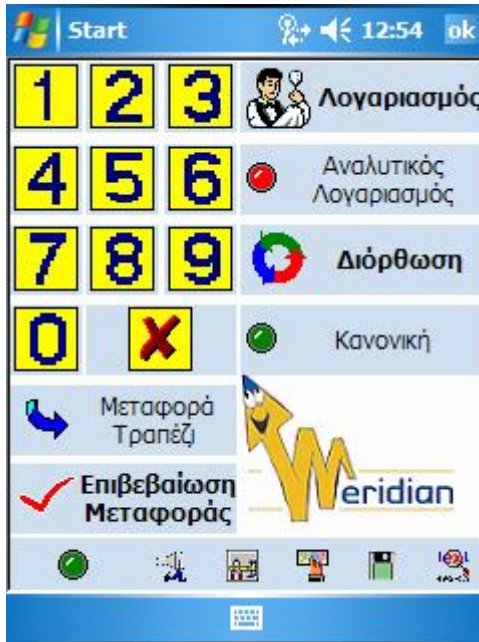 Start 12:54 ok
1 2 3 Λογαριασμός
4 5 6 Αναλυτικός
Λογαριασμός
7 8 9 Διόρθωση
0 X Κανονική
Μεταφορά
Τραπέζι
Επιβεβαίωση
Μεταφοράς
Meridian